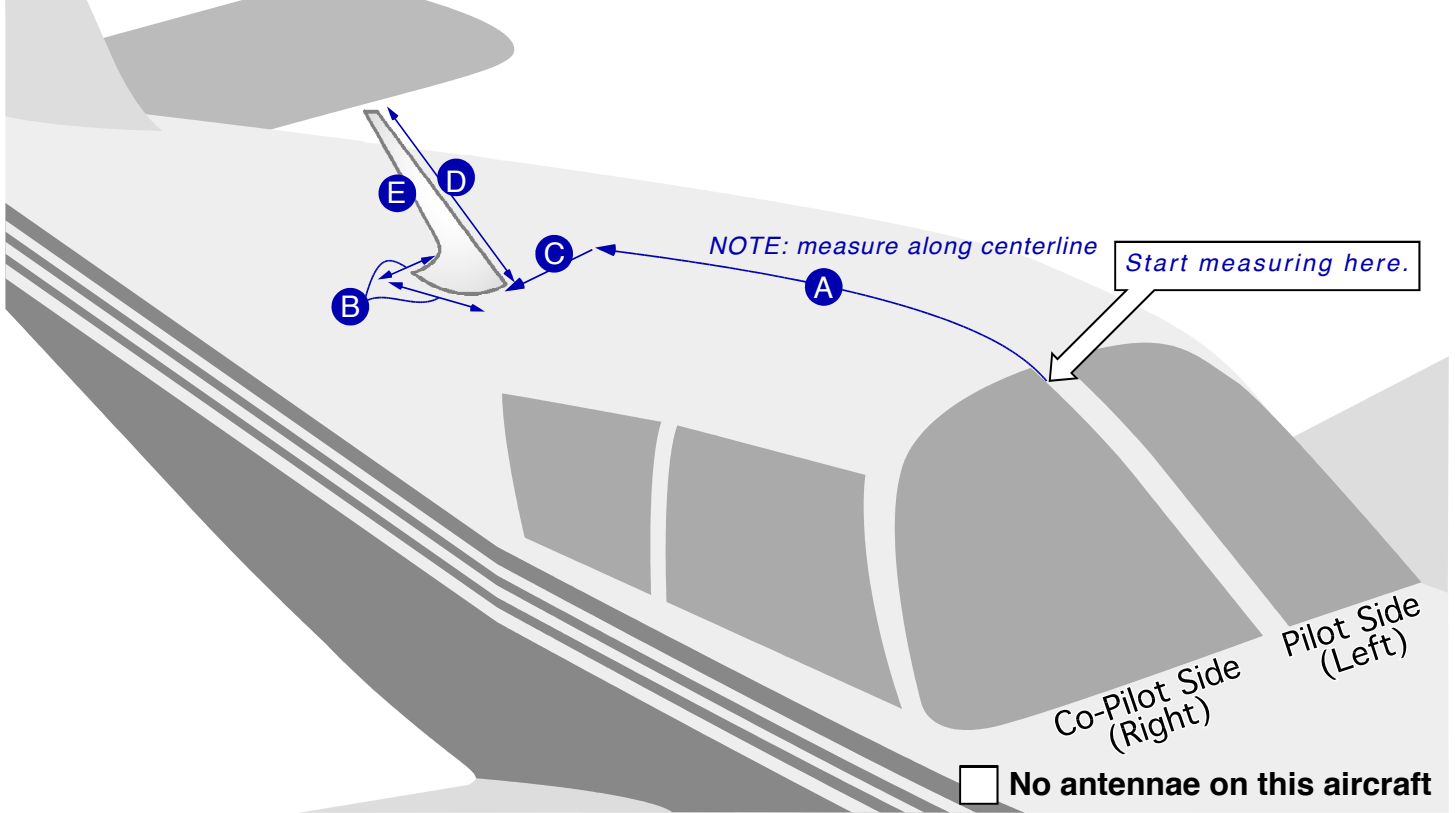 E
D
C
B
A
NOTE: measure along centerline
Start measuring here.
Pilot Side
(Left)
Co-Pilot Side
(Right)
No antennae on this aircraft